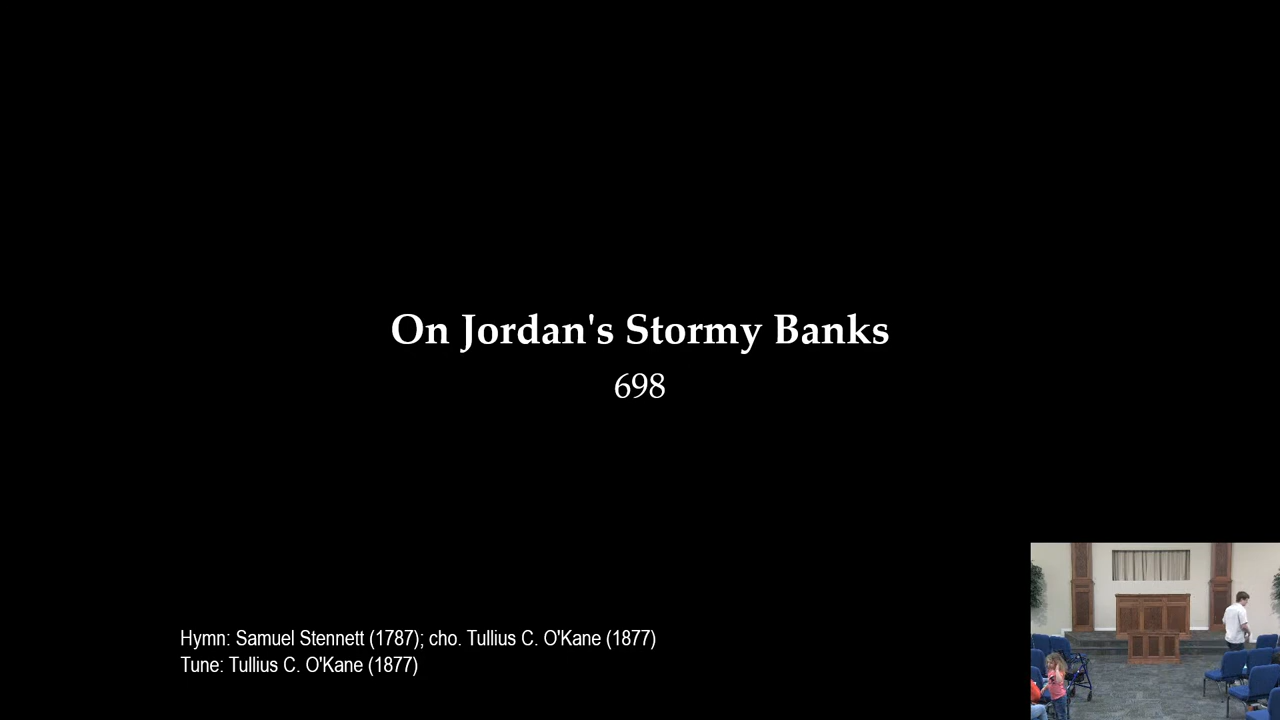 On Jordan's Stormy Banks
698
Hymn: Samuel Stennett (1787); cho. Tullius C. O'Kane (1877)
Tune: Tullius C. O'Kane (1877)